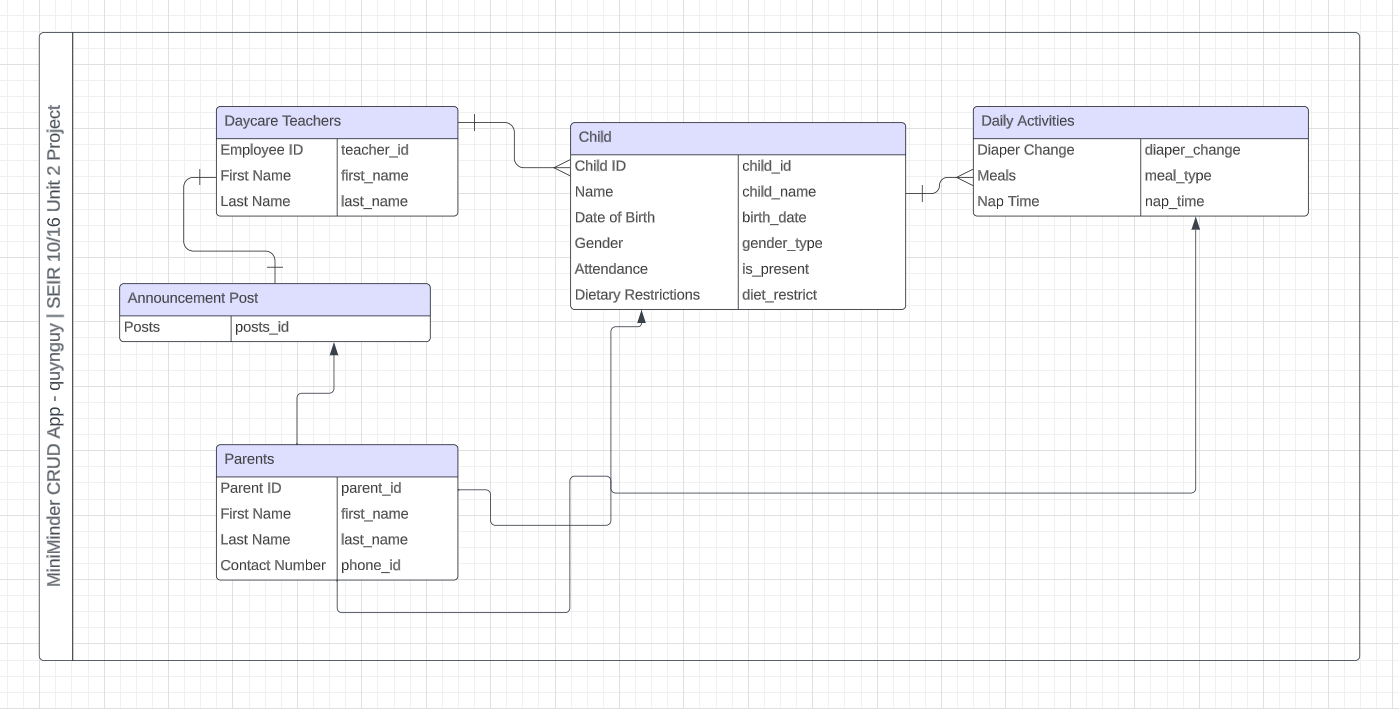 MiniMinder CRUD App - quynguy | SEIR 10/16 Unit 2 Project
Daycare Teachers
Employee ID teacher_id
First Name first_name
Last Name last_name
Child
Child ID child_id
Name child_name
Date of Birth birth_date
Gender gender_type
Attendance is_present
Dietary Restrictions diet_restrict
Daily Activities
Diaper Change diaper_change
Meals meal_type
Nap Time nap_time
Announcement Post
Posts posts_id
Parents
Parent ID parent_id
First Name first_name
Last Name last_name
Contact Number phone_id